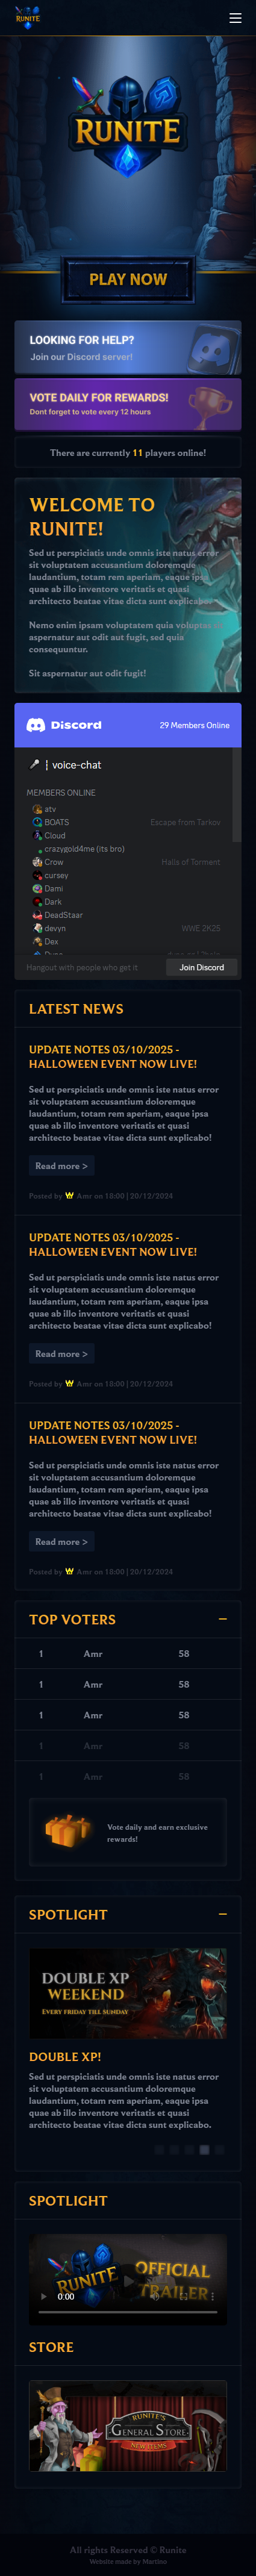 RUNITE
RUNITE
PLAY NOW
LOOKING FOR HELP?
Join our Discord server!
VOTE DAILY FOR REWARDS!
Dont forget to vote every 12 hours
There are currently 11 players online!
WELCOME TO
RUNITE!
Sed ut perspiciatis unde omnis iste natus error
sit voluptatem accusantium doloremque
laudantium, totam rem aperiam, eaque ipsa
quae ab illo inventore veritatis et quasi
architecto beatae vitae dicta sunt explicabo.
Nemo enim ipsam voluptatem quia voluptas sit
aspernatur aut odit aut fugit, sed quia
consequuntur.
Sit aspernatur aut odit fugit!
Discord
29 Members Online
voice-chat
MEMBERS ONLINE
atv
BOATS Escape from Tarkov
Cloud
crazygold4me (its bro)
Crow Halls of Torment
cursey
Dami
Dark
DeadStaar
devyn WWE 2K25
Dex
Hangout with people who get it
Join Discord
LATEST NEWS
UPDATE NOTES 03/10/2025 -
HALLOWEEN EVENT NOW LIVE!
Sed ut perspiciatis unde omnis iste natus error
sit voluptatem accusantium doloremque
laudantium, totam rem aperiam, eaque ipsa
quae ab illo inventore veritatis et quasi
architecto beatae vitae dicta sunt explicabo!
Read more >
Posted by Amr on 18:00 | 20/12/2024
UPDATE NOTES 03/10/2025 -
HALLOWEEN EVENT NOW LIVE!
Sed ut perspiciatis unde omnis iste natus error
sit voluptatem accusantium doloremque
laudantium, totam rem aperiam, eaque ipsa
quae ab illo inventore veritatis et quasi
architecto beatae vitae dicta sunt explicabo!
Read more >
Posted by Amr on 18:00 | 20/12/2024
UPDATE NOTES 03/10/2025 -
HALLOWEEN EVENT NOW LIVE!
Sed ut perspiciatis unde omnis iste natus error
sit voluptatem accusantium doloremque
laudantium, totam rem aperiam, eaque ipsa
quae ab illo inventore veritatis et quasi
architecto beatae vitae dicta sunt explicabo!
Read more >
Posted by Amr on 18:00 | 20/12/2024
TOP VOTERS
1 Amr 58
1 Amr 58
1 Amr 58
1 Amr 58
1 Amr 58
Vote daily and earn exclusive
rewards!
SPOTLIGHT
DOUBLE XP
WEEKEND
EVERY FRIDAY TILL SUNDAY
DOUBLE XP!
Sed ut perspiciatis unde omnis iste natus error
sit voluptatem accusantium doloremque
laudantium, totam rem aperiam, eaque ipsa
quae ab illo inventore veritatis et quasi
architecto beatae vitae dicta sunt explicabo.
SPOTLIGHT
RUNITE
OFFICIAL
TRAILER
0:00
STORE
RUNITE'S
GENERAL STORE
NEW ITEMS
All rights Reserved © Runite
Website made by Martino